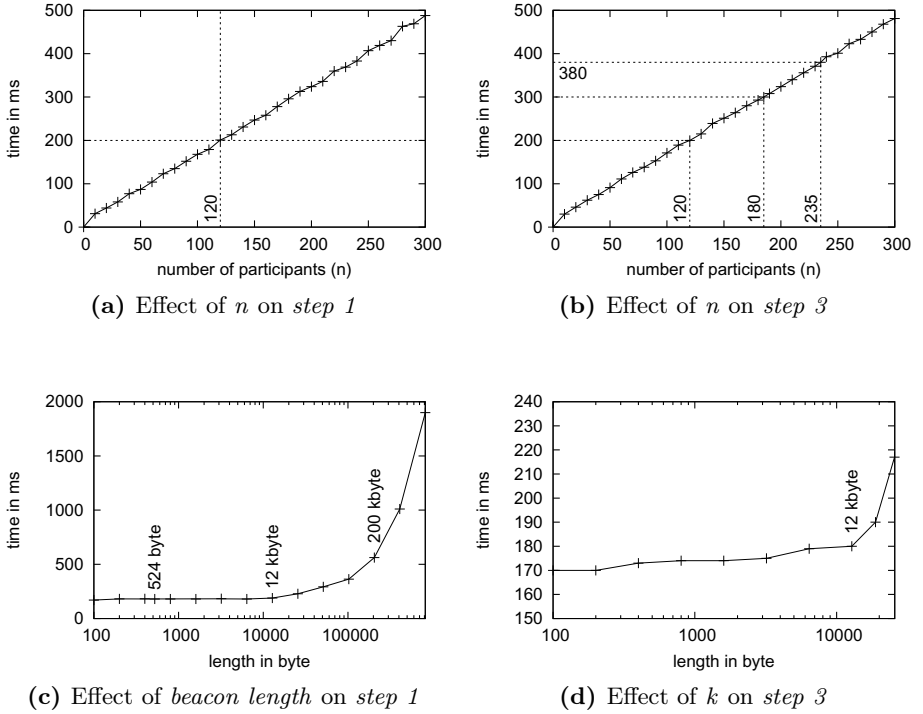 500
400
300
200
100
0
time in ms
120
0 50 100 150 200 250 300
number of participants (n)
(a) Effect of n on step 1
500
400
300
200
100
0
time in ms
380
120
180
235
0 50 100 150 200 250 300
number of participants (n)
(b) Effect of n on step 3
2000
1500
1000
500
0
time in ms
524 byte
12 kbyte
200 kbyte
100 1000 10000 100000
length in byte
(c) Effect of beacon length on step 1
240
230
220
210
200
190
180
170
160
150
time in ms
12 kbyte
100 1000 10000
length in byte
(d) Effect of k on step 3